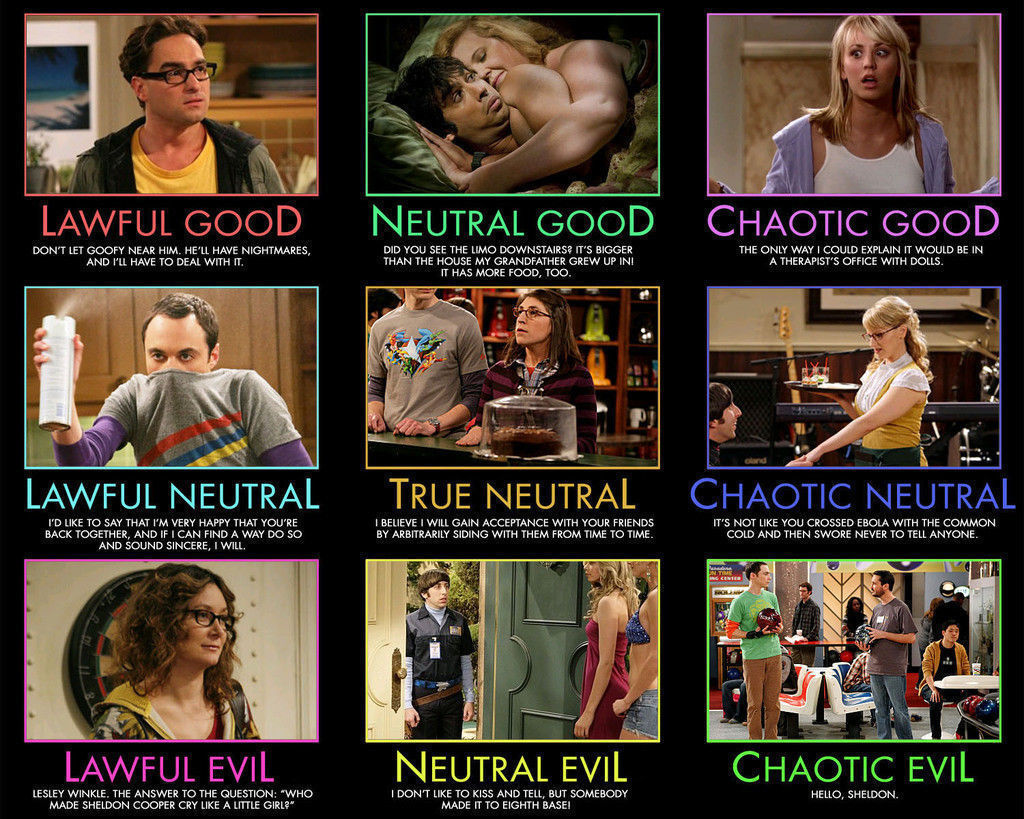 LAWFUL GOOD
DON'T LET GOOFY NEAR HIM. HE'LL HAVE NIGHTMARES,
AND I'LL HAVE TO DEAL WITH IT.
NEUTRAL GOOD
DID YOU SEE THE LIMO DOWNSTAIRS? IT'S BIGGER
THAN THE HOUSE MY GRANDFATHER GREW UP IN!
IT HAS MORE FOOD, TOO.
CHAOTIC GOOD
THE ONLY WAY I COULD EXPLAIN IT WOULD BE IN
A THERAPIST'S OFFICE WITH DOLLS.
LAWFUL NEUTRAL
I'D LIKE TO SAY THAT I'M VERY HAPPY THAT YOU'RE
BACK TOGETHER, AND IF I CAN FIND A WAY DO SO
AND SOUND SINCERE, I WILL.
TRUE NEUTRAL
I BELIEVE I WILL GAIN ACCEPTANCE WITH YOUR FRIENDS
BY ARBITRARILY SIDING WITH THEM FROM TIME TO TIME.
Roland
CHAOTIC NEUTRAL
IT'S NOT LIKE YOU CROSSED EBOLA WITH THE COMMON
COLD AND THEN SWORE NEVER TO TELL ANYONE.
LAWFUL EVIL
LESLEY WINKLE. THE ANSWER TO THE QUESTION: "WHO
MADE SHELDON COOPER CRY LIKE A LITTLE GIRL?"
NEUTRAL EVIL
I DON'T LIKE TO KISS AND TELL, BUT SOMEBODY
MADE IT TO EIGHTH BASE!
CHAOTIC EVIL
HELLO, SHELDON.